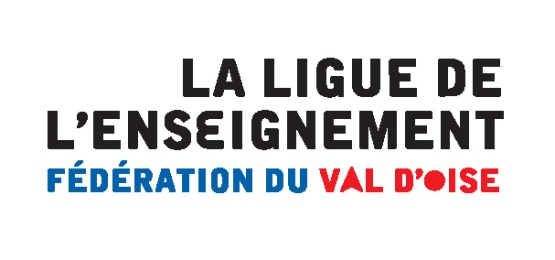 LA LIGUE DE
L'ENSEIGNEMENT
FÉDÉRATION DU VAL D'OISE